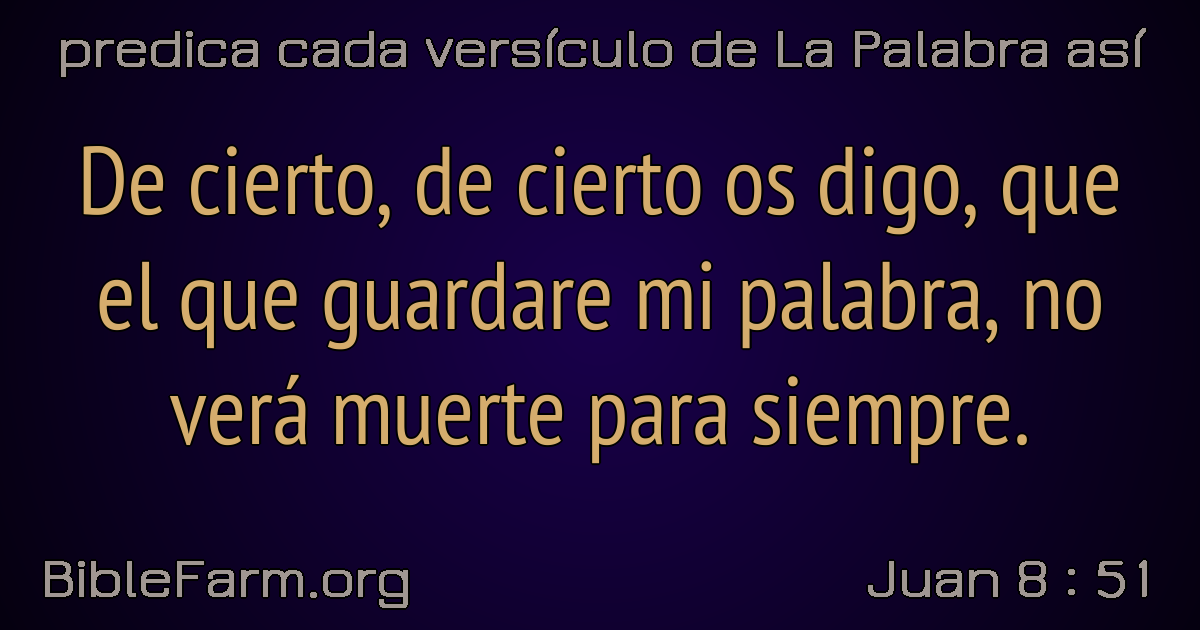 predica cada versículo de La Palabra así
De cierto, de cierto os digo, que
el que guardare mi palabra, no
verá muerte para siempre.
BibleFarm.org
Juan 8 : 51